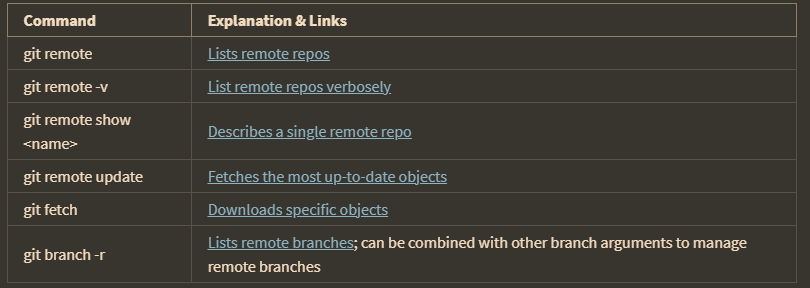 Command Explanation & Links
git remote Lists remote repos
git remote -v List remote repos verbosely
git remote show
<name>
Describes a single remote repo
git remote update Fetches the most up-to-date objects
git fetch Downloads specific objects
git branch -r
Lists remote branches; can be combined with other branch arguments to manage
remote branches